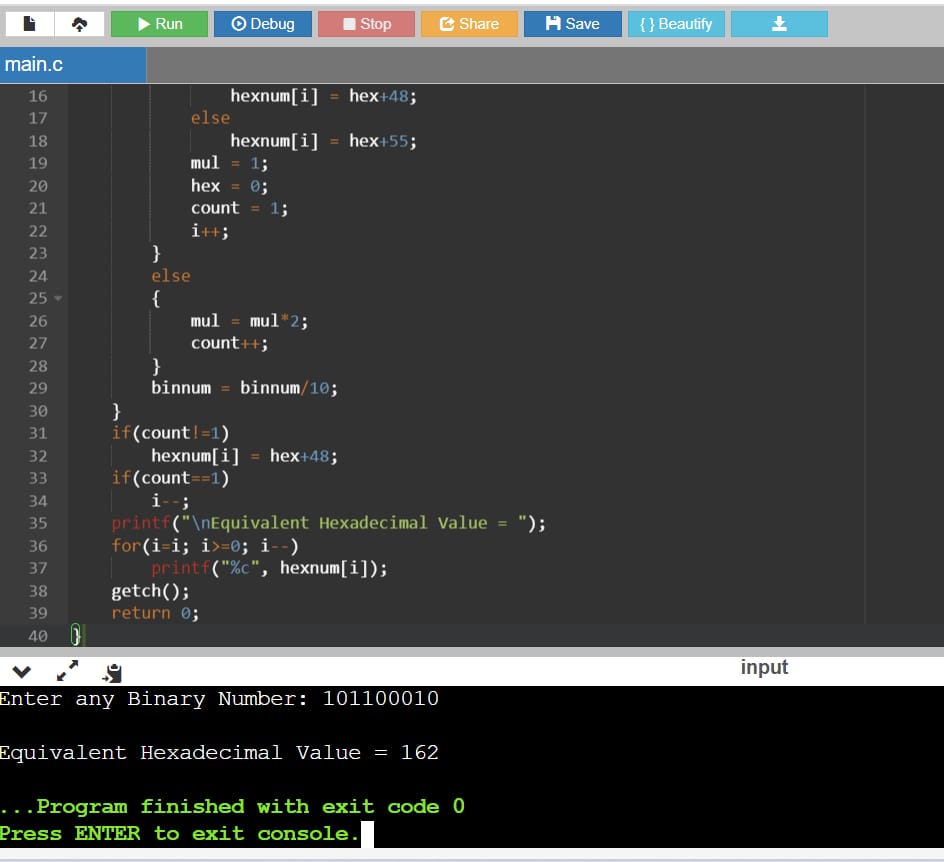 Run Debug Stop Share Save { } Beautify
main.c
16 hexnum[i] = hex+48;
17 else
18 hexnum[i] = hex+55;
19 mul = 1;
20 hex = 0;
21 count = 1;
22 i++;
23 }
24 else
25 {
26 mul = mul*2;
27 count++;
28 }
29 binnum = binnum/10;
30 }
31 if(count!=1)
32 hexnum[i] = hex+48;
33 if(count==1)
34 i--;
35 printf("\nEquivalent Hexadecimal Value = ");
36 for(i=i; i>=0; i--)
37 printf("%c", hexnum[i]);
38 getch();
39 return 0;
40 }
input
Enter any Binary Number: 101100010
Equivalent Hexadecimal Value = 162
...Program finished with exit code 0
Press ENTER to exit console.